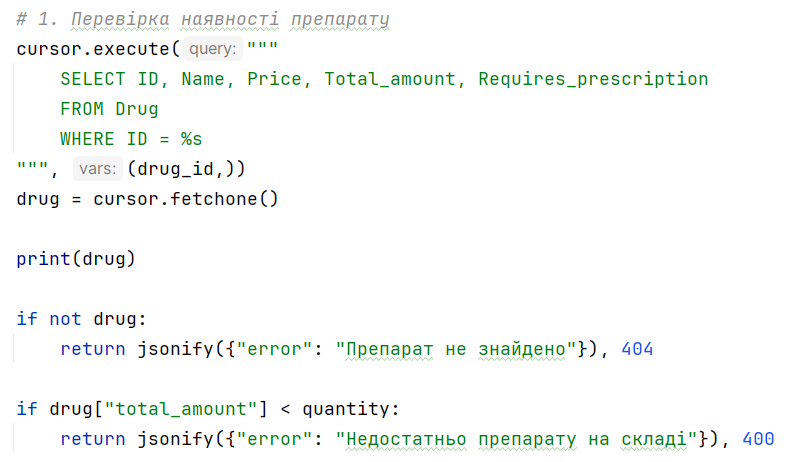 # 1. Перевірка наявності препарату
cursor.execute( query: """
    SELECT ID, Name, Price, Total_amount, Requires_prescription
    FROM Drug
    WHERE ID = %s
""", vars: (drug_id,))
drug = cursor.fetchone()

print(drug)

if not drug:
    return jsonify({"error": "Препарат не знайдено"}), 404

if drug["total_amount"] < quantity:
    return jsonify({"error": "Недостатньо препарату на складі"}), 400